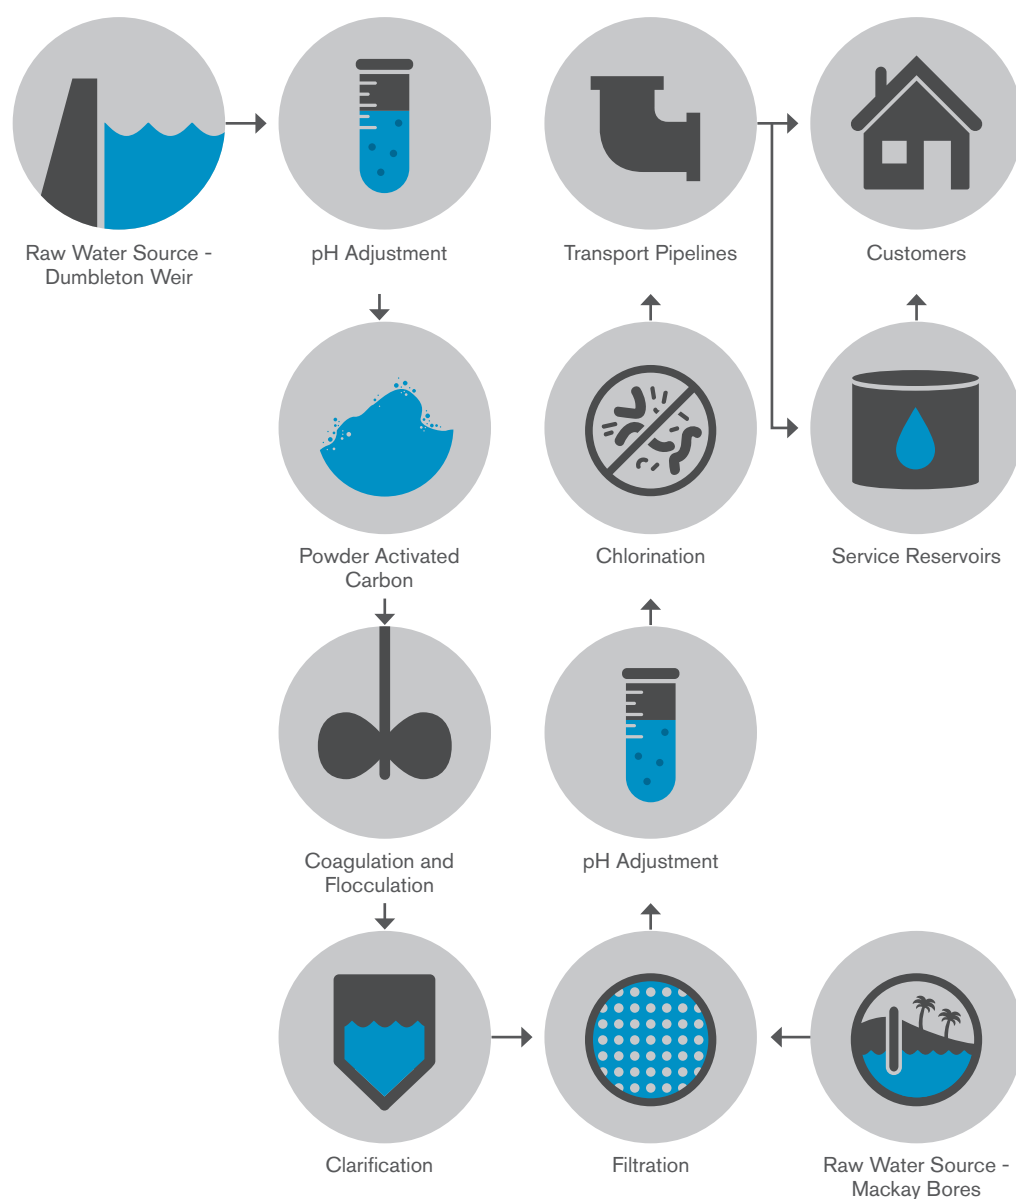 Raw Water Source -
Dumbleton Weir
pH Adjustment
Transport Pipelines
Customers
Powder Activated
Carbon
Chlorination
Service Reservoirs
Coagulation and
Flocculation
pH Adjustment
Clarification
Filtration
Raw Water Source -
Mackay Bores